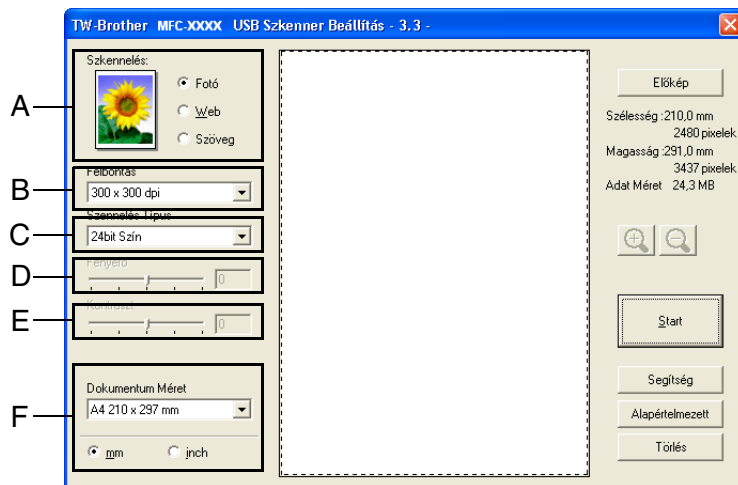 TW-Brother MFC-XXXX USB Szkenner Beállítás - 3.3 -
A
Szkennelés:
Fotó
Web
Szöveg
B
Felbontás
300 x 300 dpi
C
Szennelés Típus
24bit Szín
D
Fényerő
0
E
Kontraszt
0
F
Dokumentum Méret
A4 210 x 297 mm
mm
inch
Előkép
Szélesség :210,0 mm
2480 pixelek
Magasság :291,0 mm
3437 pixelek
Adat Méret 24,3 MB
Start
Segítség
Alapértelmezett
Törlés